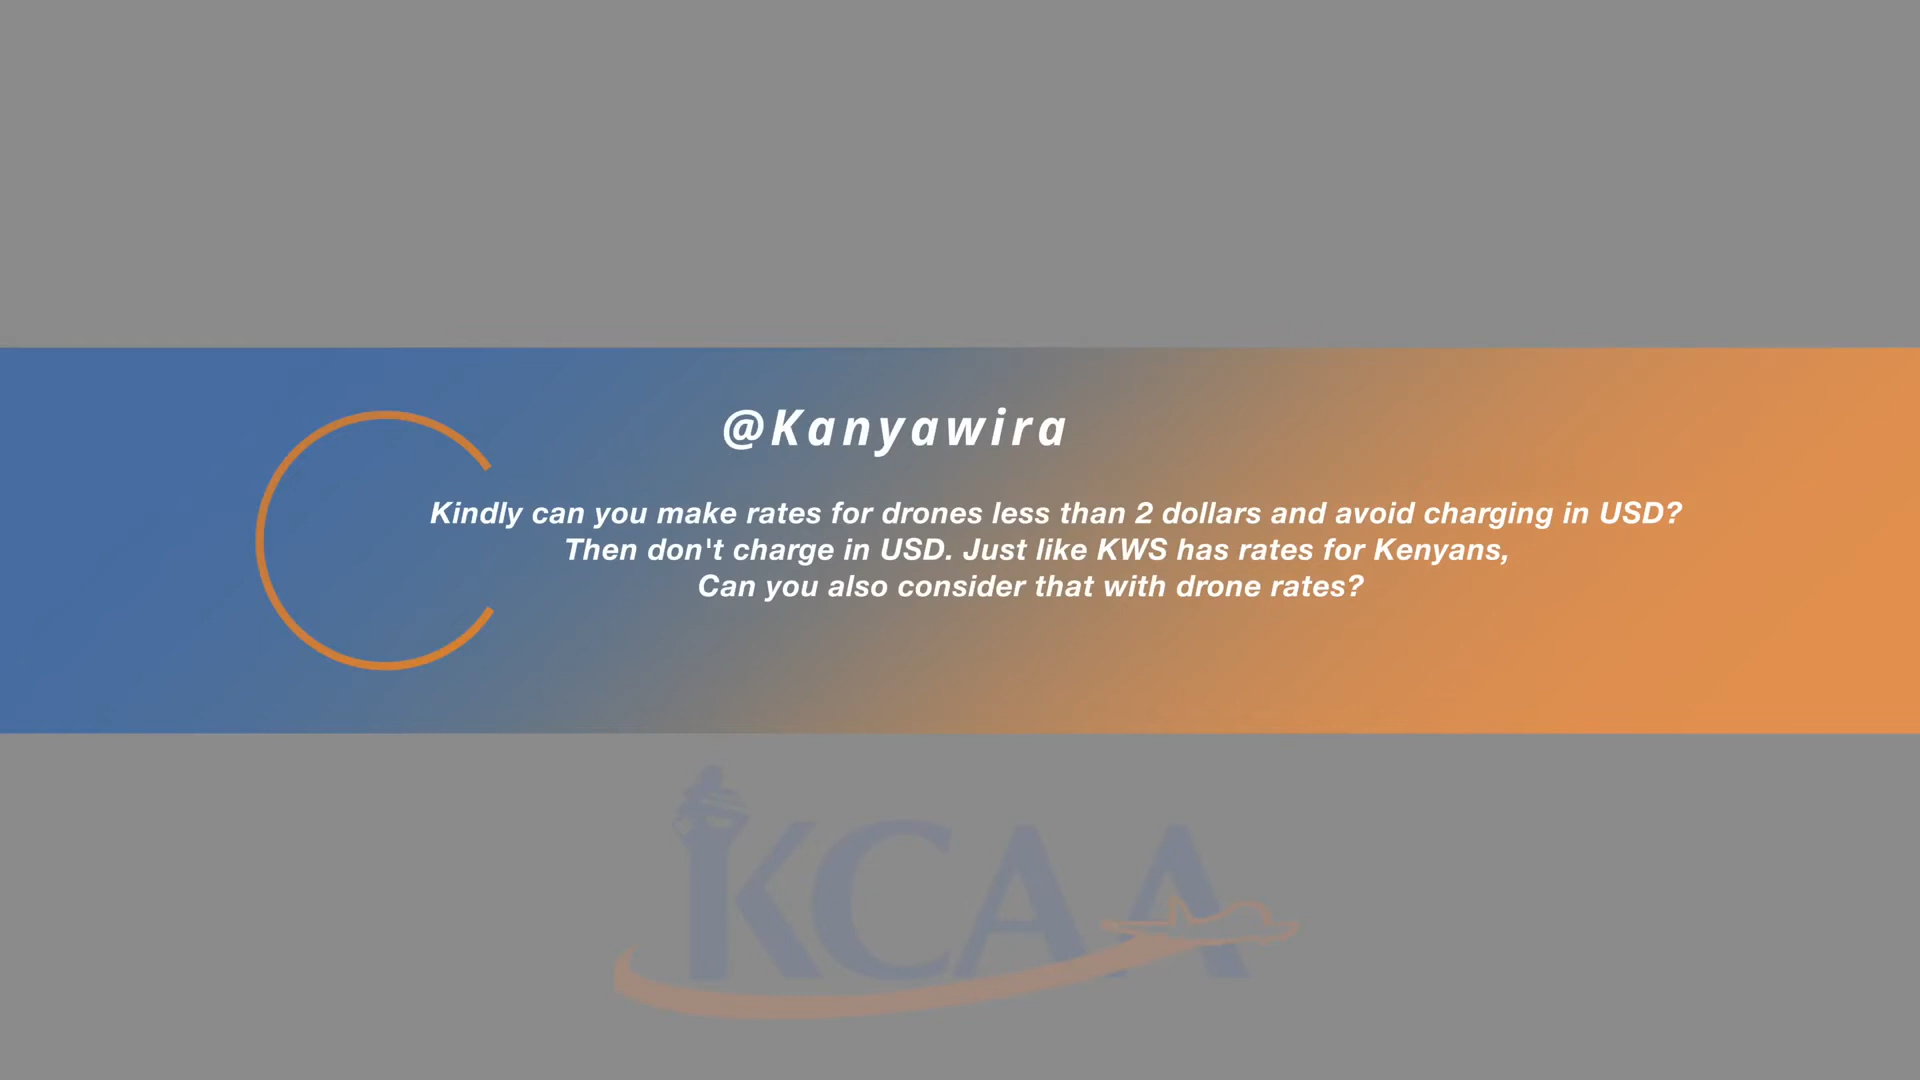 @Kanyawira
Kindly can you make rates for drones less than 2 dollars and avoid charging in USD?
Then don't charge in USD. Just like KWS has rates for Kenyans,
Can you also consider that with drone rates?
KCAA